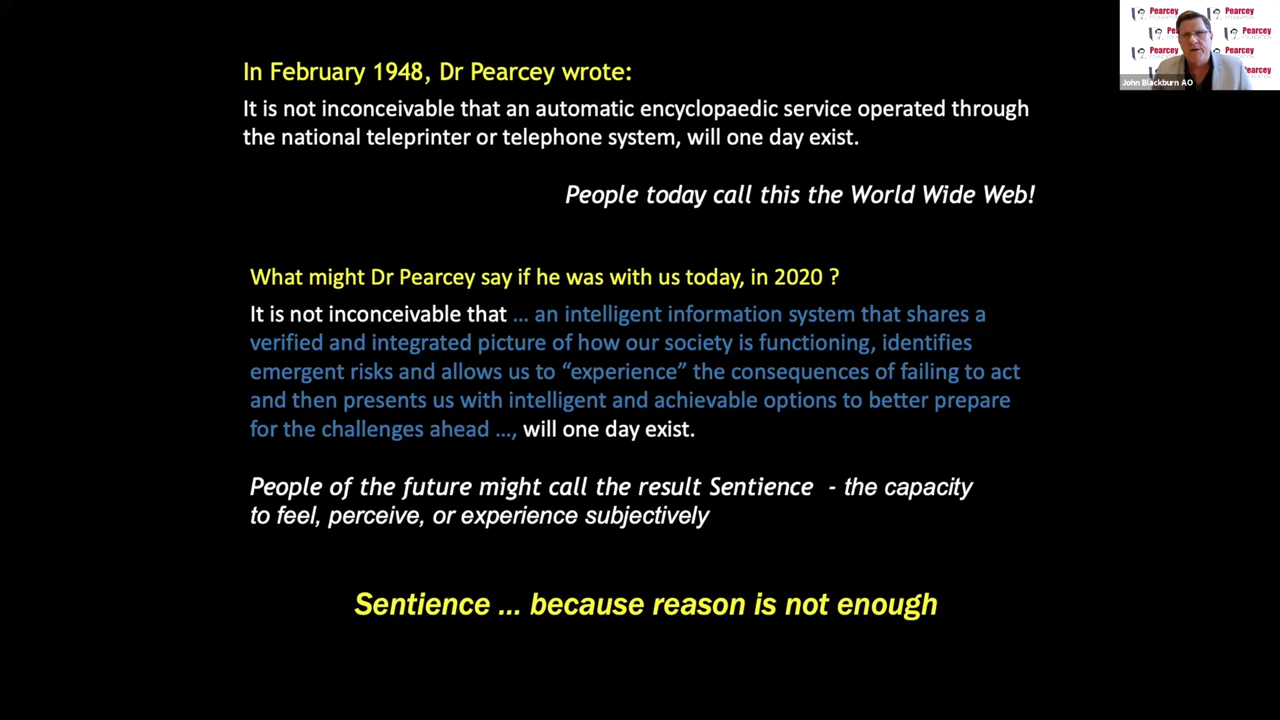 In February 1948, Dr Pearcey wrote:
It is not inconceivable that an automatic encyclopaedic service operated through
the national teleprinter or telephone system, will one day exist.
People today call this the World Wide Web!
What might Dr Pearcey say if he was with us today, in 2020 ?
It is not inconceivable that ... an intelligent information system that shares a
verified and integrated picture of how our society is functioning, identifies
emergent risks and allows us to “experience” the consequences of failing to act
and then presents us with intelligent and achievable options to better prepare
for the challenges ahead ..., will one day exist.
People of the future might call the result Sentience - the capacity
to feel, perceive, or experience subjectively
Sentience ... because reason is not enough
Pearcey
Pearcey
Pearcey
Pearcey
Pearcey
Pearcey
John Blackburn AO